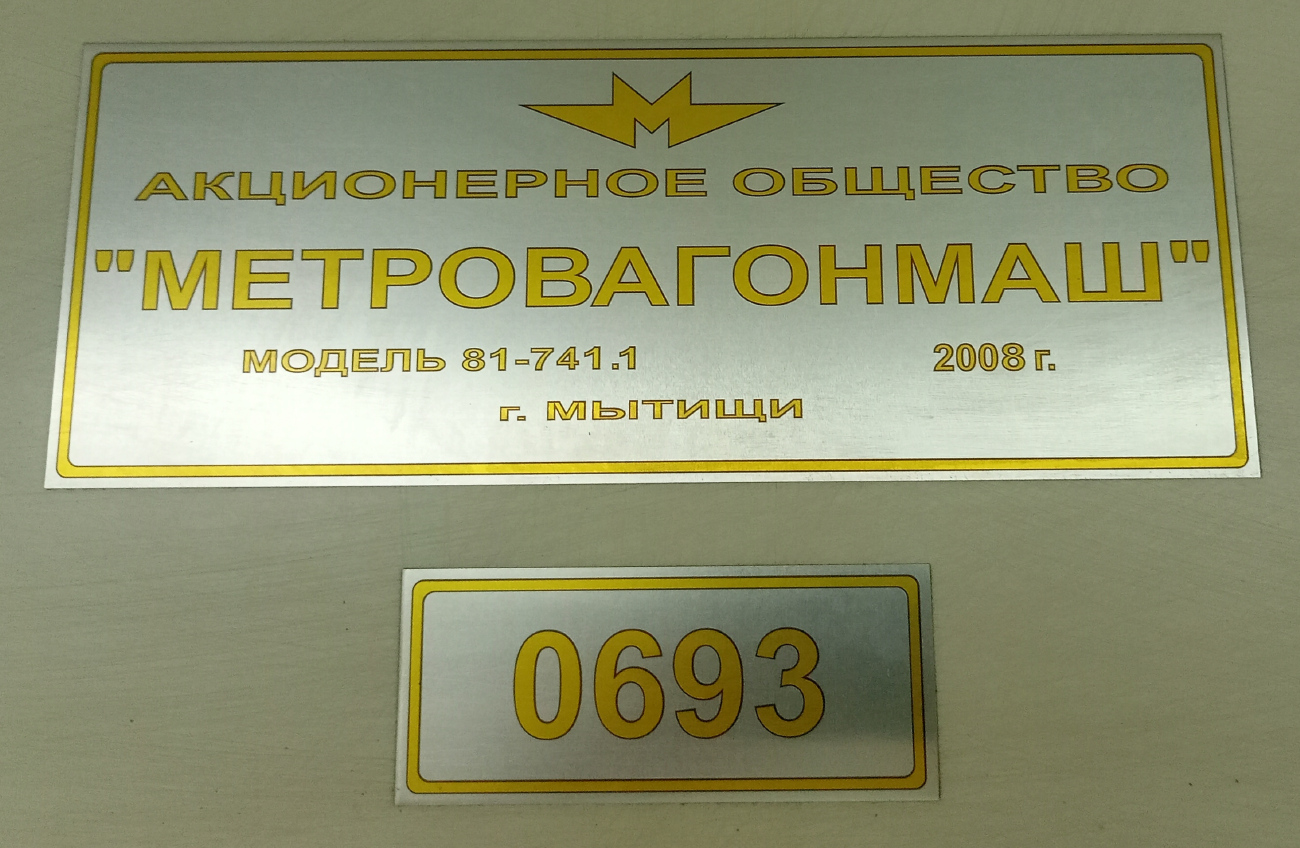 АКЦИОНЕРНОЕ ОБЩЕСТВО
"МЕТРОВАГОНМАШ"
МОДЕЛЬ 81-741.1 2008 г.
г. МЫТИЩИ
0693